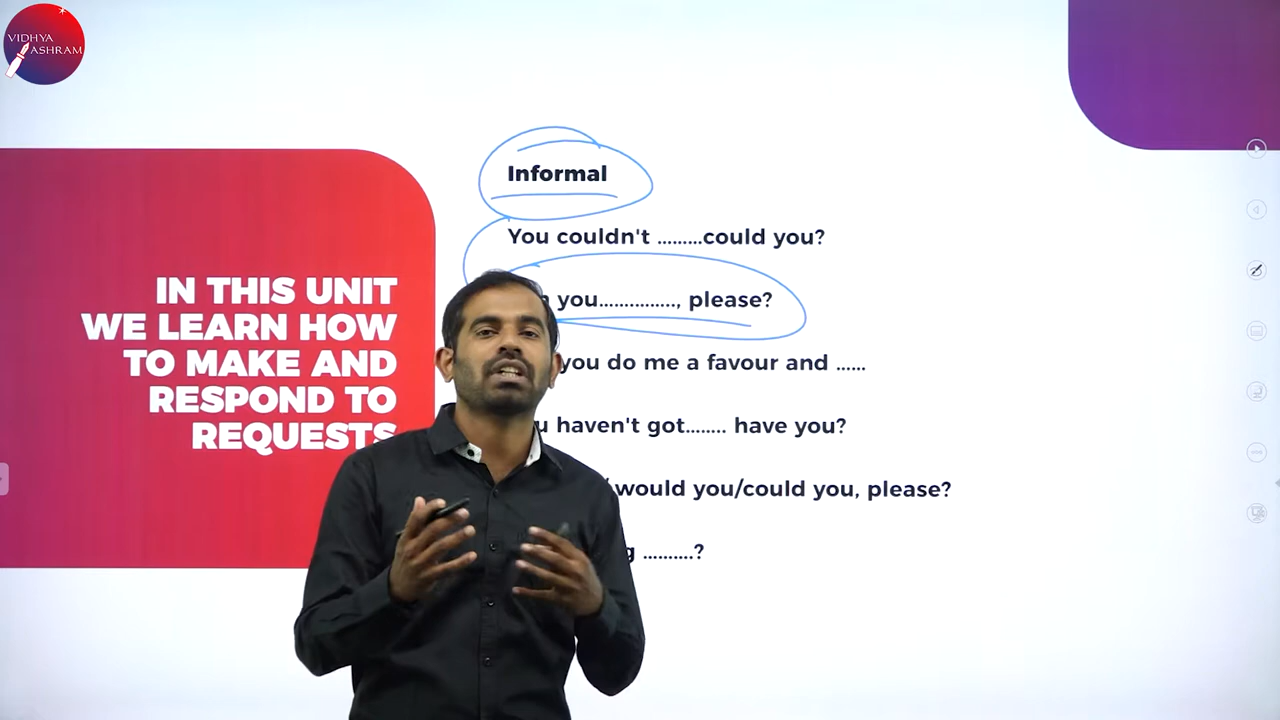 VIDHYA
ASHRAM
Informal
You couldn't .........could you?
you..............., please?
IN THIS UNIT
WE LEARN HOW
TO MAKE AND
RESPOND TO
REQUESTS
you do me a favour and ......
haven't got........ have you?
would you/could you, please?
..........?